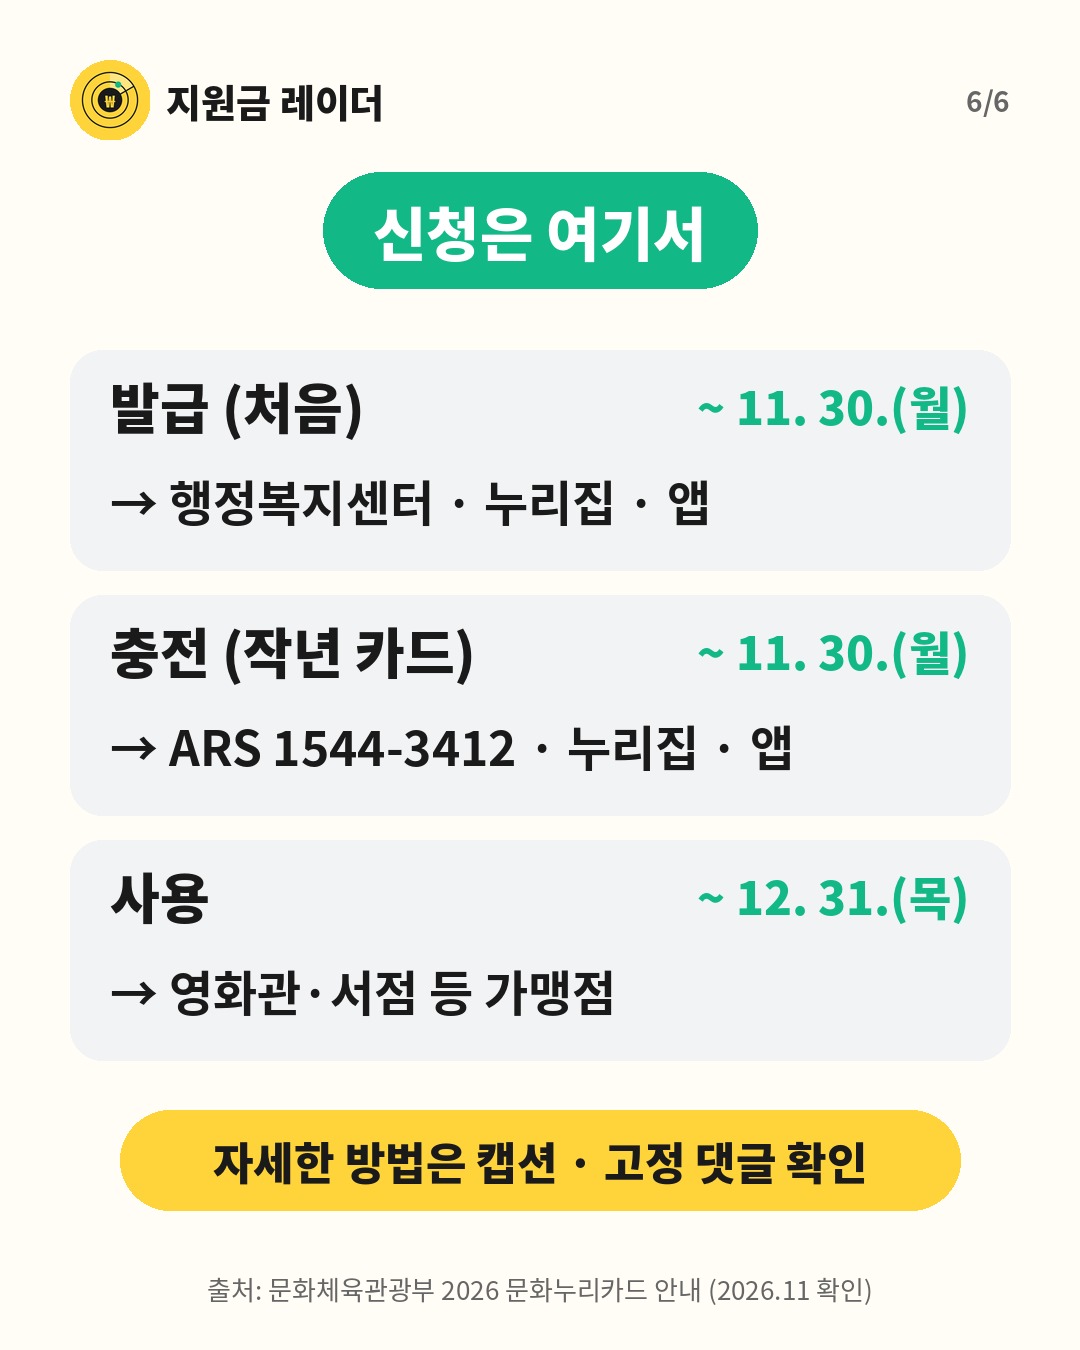 ₩
지원금 레이더
6/6
신청은 여기서
발급 (처음)
~ 11. 30.(월)
→ 행정복지센터 · 누리집 · 앱
충전 (작년 카드)
~ 11. 30.(월)
→ ARS 1544-3412 · 누리집 · 앱
사용
~ 12. 31.(목)
→ 영화관·서점 등 가맹점
자세한 방법은 캡션 · 고정 댓글 확인
출처: 문화체육관광부 2026 문화누리카드 안내 (2026.11 확인)